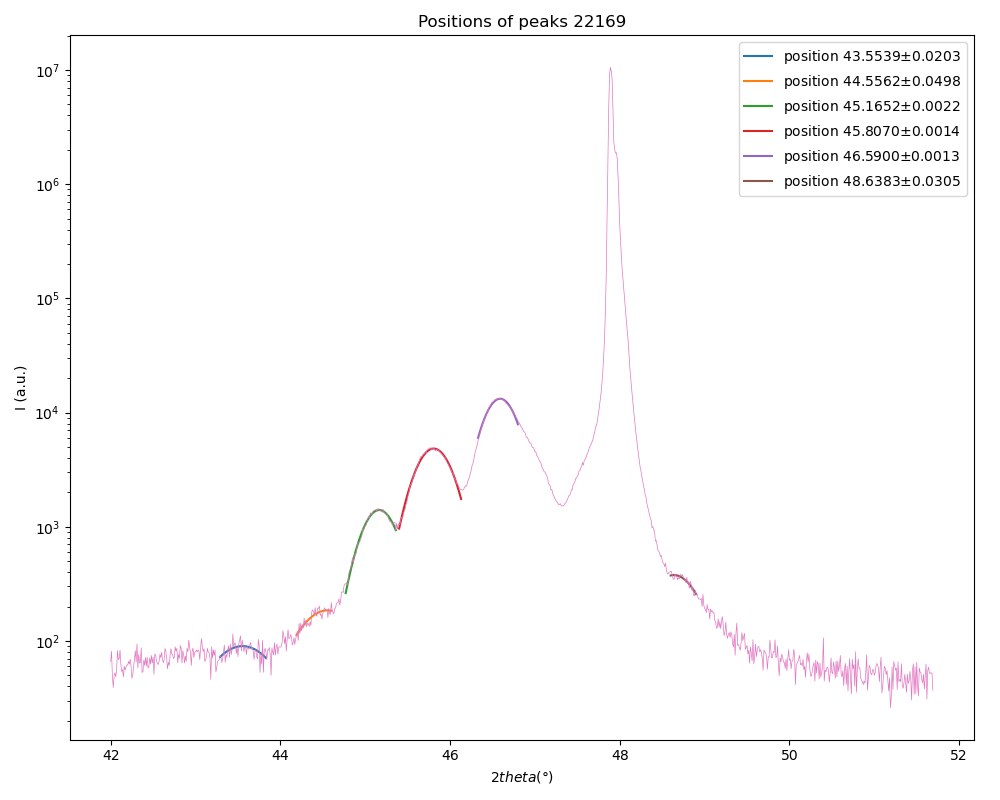 Positions of peaks 22169
position 43.5539±0.0203
position 44.5562±0.0498
position 45.1652±0.0022
position 45.8070±0.0014
position 46.5900±0.0013
position 48.6383±0.0305
10⁷
10⁶
10⁵
10⁴
10³
10²
I (a.u.)
42 44 46 48 50 52
2theta(°)